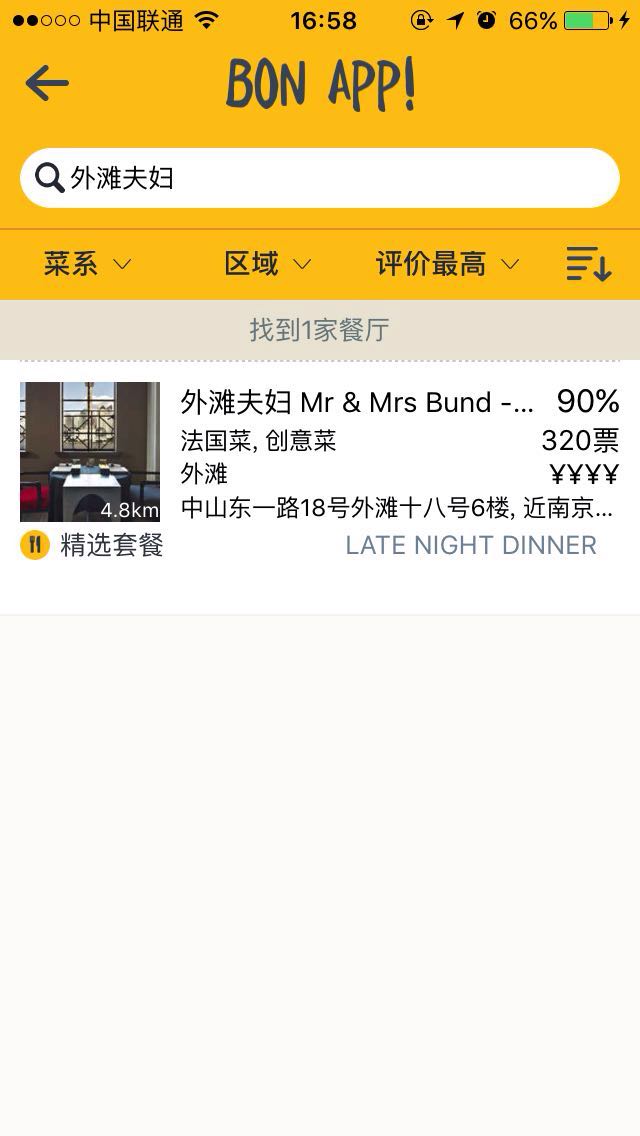 中国联通 16:58 66%
BON APP!
外滩夫妇
菜系 区域 评价最高
找到1家餐厅
外滩夫妇 Mr & Mrs Bund -... 90%
法国菜, 创意菜 320票
外滩 ¥¥¥¥
4.8km 中山东一路18号外滩十八号6楼, 近南京...
精选套餐 LATE NIGHT DINNER